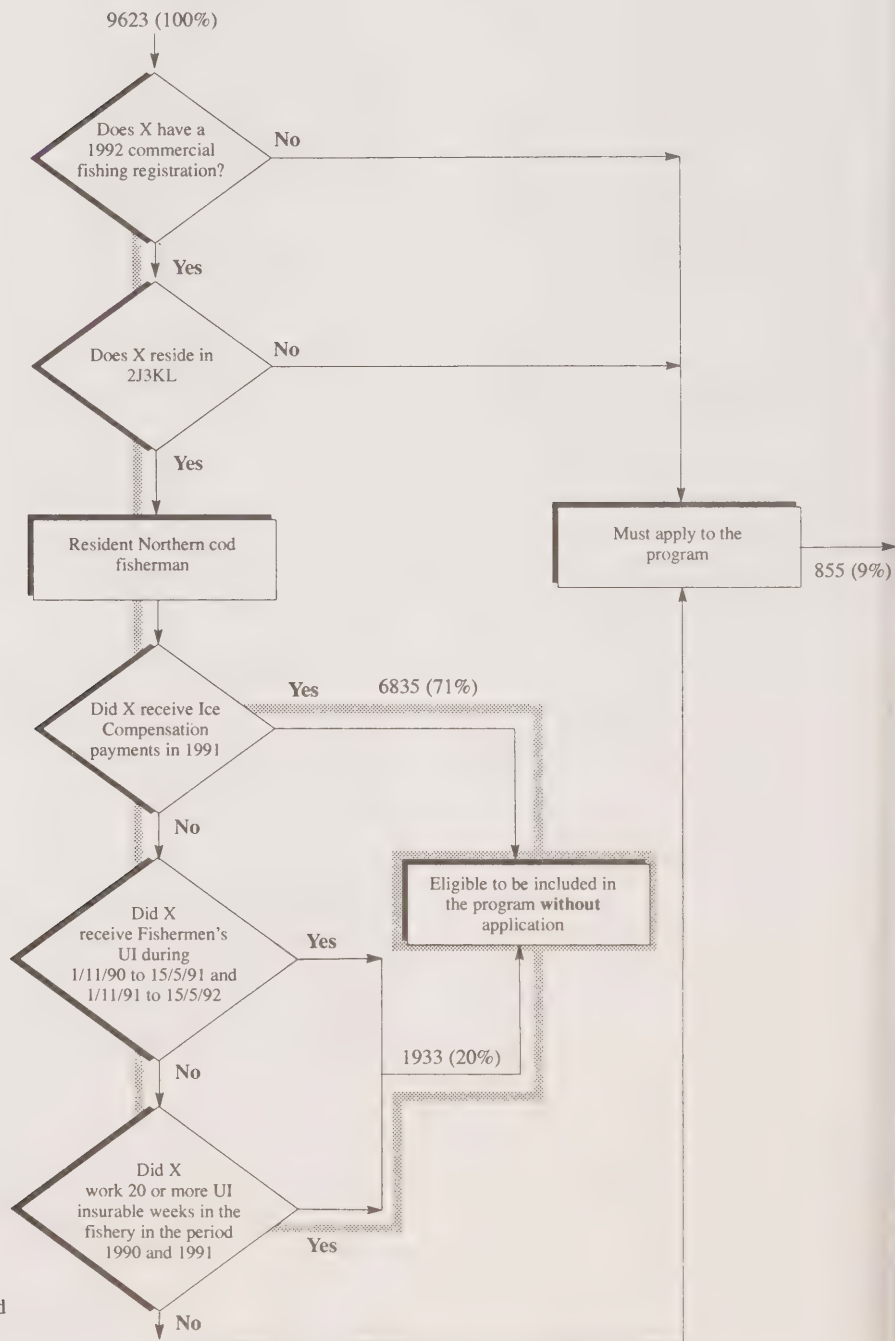 9623 (100%)
Does X have a
1992 commercial
fishing registration?
No
Yes
Does X reside in
2J3KL
No
Yes
Resident Northern cod
fisherman
Must apply to the
program
855 (9%)
Did X receive Ice
Compensation
payments in 1991
Yes
6835 (71%)
No
Eligible to be included in
the program without
application
Did X
receive Fishermen's
UI during
1/11/90 to 15/5/91 and
1/11/91 to 15/5/92
Yes
1933 (20%)
No
Did X
work 20 or more UI
insurable weeks in the
fishery in the period
1990 and 1991
Yes
No